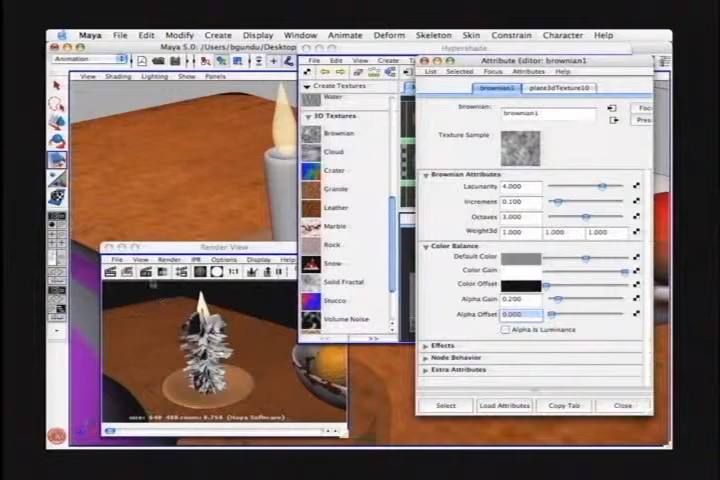 Maya File Edit Modify Create Display Window Animate Deform Skeleton Skin Constrain Character Help
Maya 5.0: /Users/bgundu/Desktop
Animation
View Shading Lighting Show Panels
Hypershade
File Edit View Create
Create Textures
Water
3D Textures
Brownian
Cloud
Crater
Granite
Leather
Marble
Rock
Snow
Solid Fractal
Stucco
Volume Noise
<< >>
Attribute Editor: brownian1
List Selected Focus Attributes Help
brownian1 place3dTexture10
brownian: brownian1
Focu
Pres
Texture Sample
Brownian Attributes
Lacunarity 4.000
Increment 0.100
Octaves 3.000
Weight3d 1.000 1.000 1.000
Color Balance
Default Color
Color Gain
Color Offset
Alpha Gain 0.200
Alpha Offset 0.000
Alpha Is Luminance
Effects
Node Behavior
Extra Attributes
Select Load Attributes Copy Tab Close
Render View
File View Render IPR Options Display Help
1:1